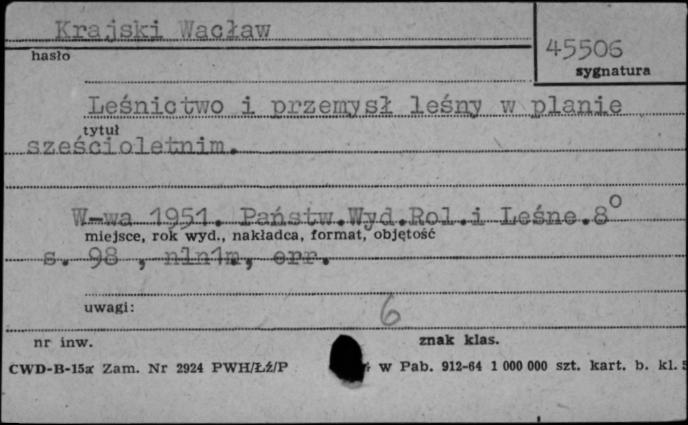 Krajski Wacław
hasło
45506
sygnatura
Leśnictwo i przemysł leśny w planie
tytuł
sześcioletnim.
W-wa 1951. Państw.Wyd.Rol.i Leśne.8°
miejsce, rok wyd., nakładca, format, objętość
s. 98 , nln1m, err.
uwagi:
6
nr inw.
znak klas.
CWD-B-15a Zam. Nr 2924 PWH/Łź/P w Pab. 912-64 1 000 000 szt. kart. b. kl.